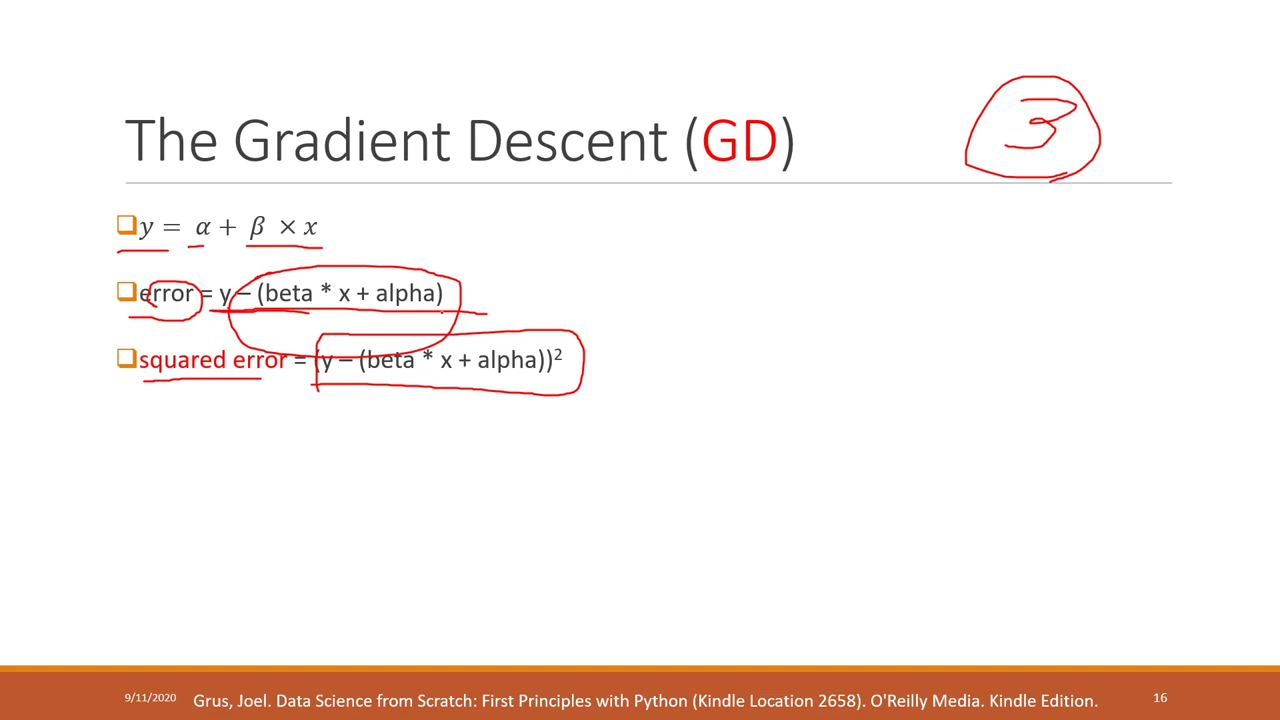 The Gradient Descent (GD)
3
y = α + β × x
error = y – (beta * x + alpha)
squared error = (y – (beta * x + alpha))²
9/11/2020
Grus, Joel. Data Science from Scratch: First Principles with Python (Kindle Location 2658). O'Reilly Media. Kindle Edition.
16